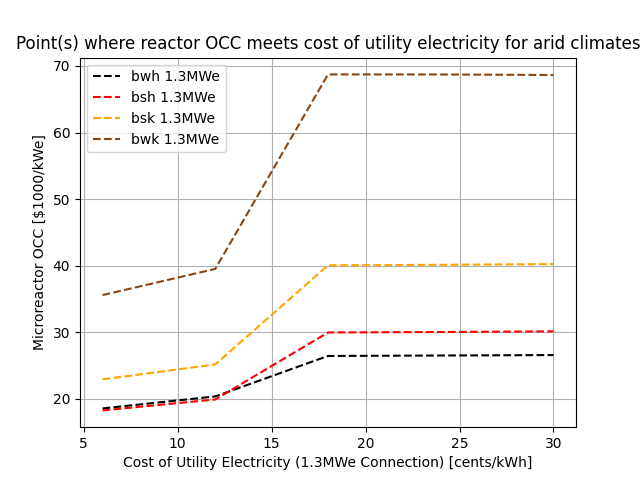 Point(s) where reactor OCC meets cost of utility electricity for arid climates
bwh 1.3MWe
bsh 1.3MWe
bsk 1.3MWe
bwk 1.3MWe
Microreactor OCC [$1000/kWe]
70
60
50
40
30
20
5
10
15
20
25
30
Cost of Utility Electricity (1.3MWe Connection) [cents/kWh]